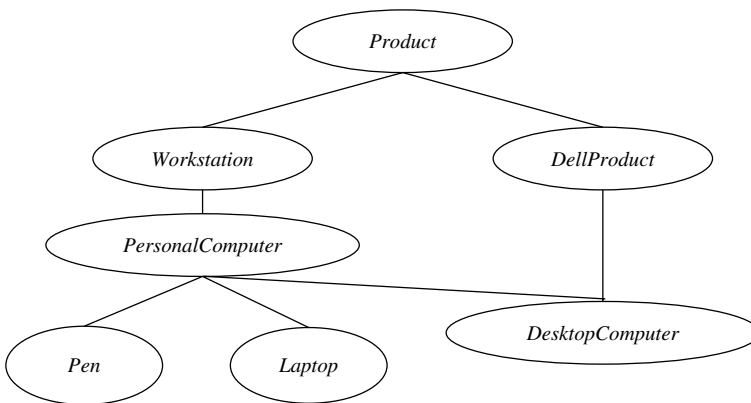 Product
Workstation
DellProduct
PersonalComputer
DesktopComputer
Pen
Laptop